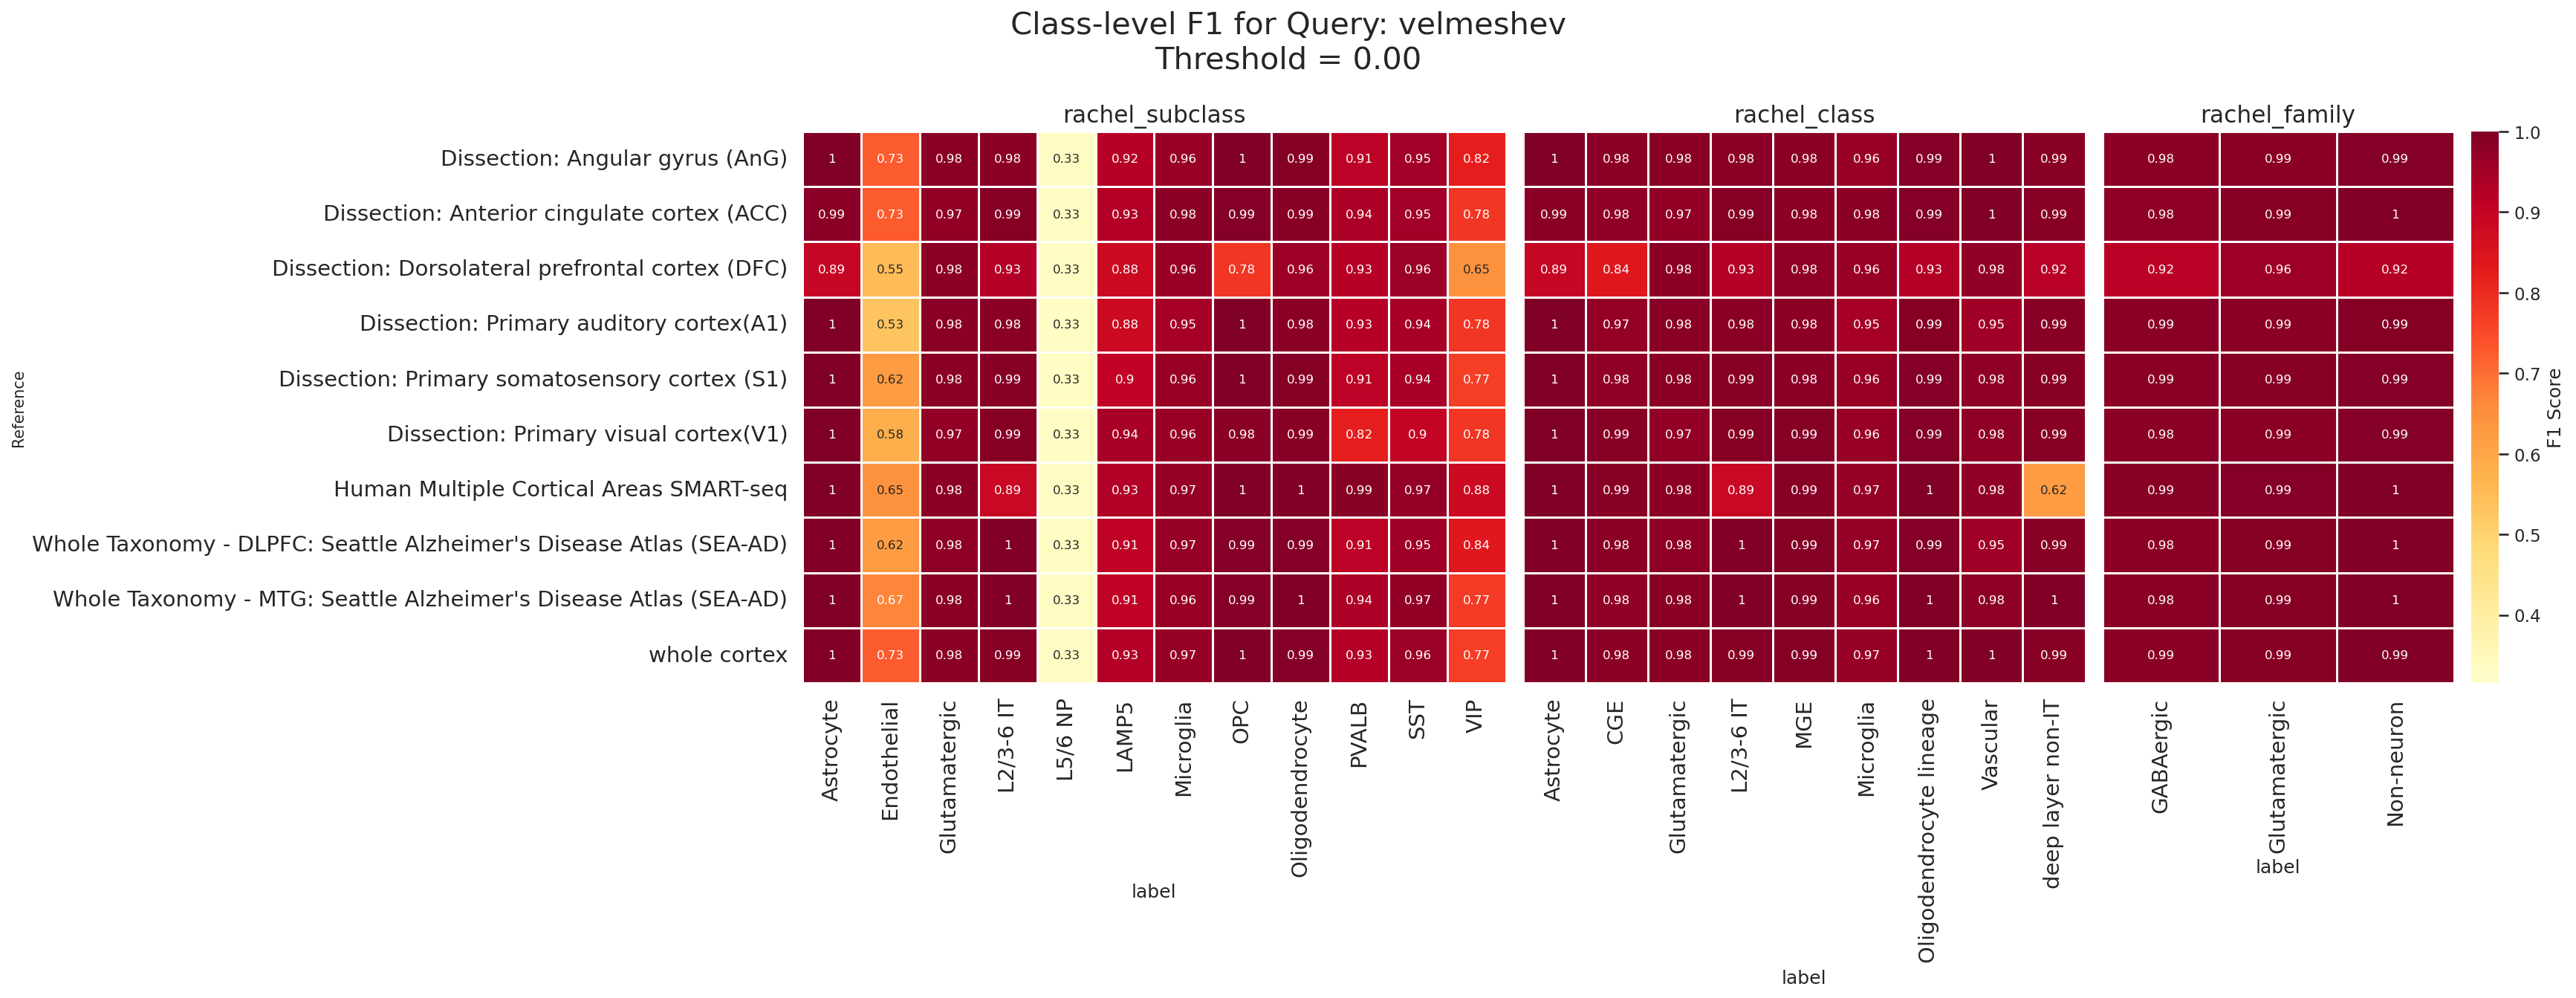 Class-level F1 for Query: velmeshev
Threshold = 0.00
rachel_subclass
rachel_class
rachel_family
Reference
Dissection: Angular gyrus (AnG) 1 0.73 0.98 0.98 0.33 0.92 0.96 1 0.99 0.91 0.95 0.82 1 0.98 0.98 0.98 0.98 0.96 0.99 1 0.99 0.98 0.99 0.99
Dissection: Anterior cingulate cortex (ACC) 0.99 0.73 0.97 0.99 0.33 0.93 0.98 0.99 0.99 0.94 0.95 0.78 0.99 0.98 0.97 0.99 0.98 0.98 0.99 1 0.99 0.98 0.99 1
Dissection: Dorsolateral prefrontal cortex (DFC) 0.89 0.55 0.98 0.93 0.33 0.88 0.96 0.78 0.96 0.93 0.96 0.65 0.89 0.84 0.98 0.93 0.98 0.96 0.93 0.98 0.92 0.92 0.96 0.92
Dissection: Primary auditory cortex(A1) 1 0.53 0.98 0.98 0.33 0.88 0.95 1 0.98 0.93 0.94 0.78 1 0.97 0.98 0.98 0.98 0.95 0.99 0.95 0.99 0.99 0.99 0.99
Dissection: Primary somatosensory cortex (S1) 1 0.62 0.98 0.99 0.33 0.9 0.96 1 0.99 0.91 0.94 0.77 1 0.98 0.98 0.99 0.98 0.96 0.99 0.98 0.99 0.99 0.99 0.99
Dissection: Primary visual cortex(V1) 1 0.58 0.97 0.99 0.33 0.94 0.96 0.98 0.99 0.82 0.9 0.78 1 0.99 0.97 0.99 0.99 0.96 0.99 0.98 0.99 0.98 0.99 0.99
Human Multiple Cortical Areas SMART-seq 1 0.65 0.98 0.89 0.33 0.93 0.97 1 1 0.99 0.97 0.88 1 0.99 0.98 0.89 0.99 0.97 1 0.98 0.62 0.99 0.99 1
Whole Taxonomy - DLPFC: Seattle Alzheimer's Disease Atlas (SEA-AD) 1 0.62 0.98 1 0.33 0.91 0.97 0.99 0.99 0.91 0.95 0.84 1 0.98 0.98 1 0.99 0.97 0.99 0.95 0.99 0.98 0.99 1
Whole Taxonomy - MTG: Seattle Alzheimer's Disease Atlas (SEA-AD) 1 0.67 0.98 1 0.33 0.91 0.96 0.99 1 0.94 0.97 0.77 1 0.98 0.98 1 0.99 0.96 1 0.98 1 0.98 0.99 1
whole cortex 1 0.73 0.98 0.99 0.33 0.93 0.97 1 0.99 0.93 0.96 0.77 1 0.98 0.98 0.99 0.99 0.97 1 1 0.99 0.99 0.99 0.99
Astrocyte
Endothelial
Glutamatergic
L2/3-6 IT
L5/6 NP
LAMP5
Microglia
OPC
Oligodendrocyte
PVALB
SST
VIP
label
Astrocyte
CGE
Glutamatergic
L2/3-6 IT
MGE
Microglia
Oligodendrocyte lineage
Vascular
deep layer non-IT
label
GABAergic
Glutamatergic
Non-neuron
label
1.0
0.9
0.8
0.7
0.6
0.5
0.4
F1 Score